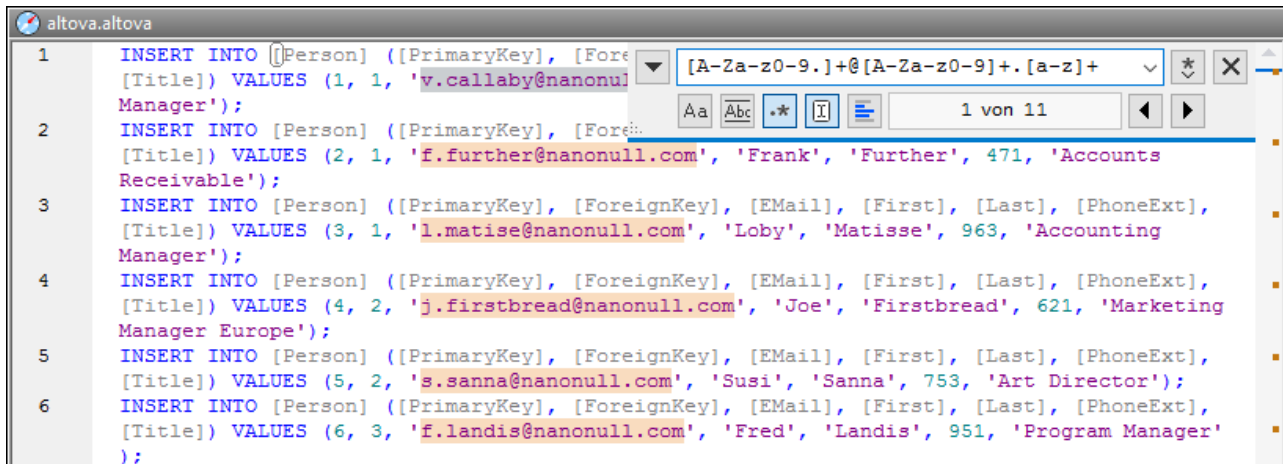 altova.altova
1 INSERT INTO [Person] ([PrimaryKey], [Fore
[Title]) VALUES (1, 1, 'v.callaby@nanonul
Manager');
[A-Za-z0-9.]+@[A-Za-z0-9]+.[a-z]+
Aa Abc .* 1 von 11
2 INSERT INTO [Person] ([PrimaryKey], [Fore
[Title]) VALUES (2, 1, 'f.further@nanonull.com', 'Frank', 'Further', 471, 'Accounts
Receivable');
3 INSERT INTO [Person] ([PrimaryKey], [ForeignKey], [EMail], [First], [Last], [PhoneExt],
[Title]) VALUES (3, 1, 'l.matise@nanonull.com', 'Loby', 'Matisse', 963, 'Accounting
Manager');
4 INSERT INTO [Person] ([PrimaryKey], [ForeignKey], [EMail], [First], [Last], [PhoneExt],
[Title]) VALUES (4, 2, 'j.firstbread@nanonull.com', 'Joe', 'Firstbread', 621, 'Marketing
Manager Europe');
5 INSERT INTO [Person] ([PrimaryKey], [ForeignKey], [EMail], [First], [Last], [PhoneExt],
[Title]) VALUES (5, 2, 's.sanna@nanonull.com', 'Susi', 'Sanna', 753, 'Art Director');
6 INSERT INTO [Person] ([PrimaryKey], [ForeignKey], [EMail], [First], [Last], [PhoneExt],
[Title]) VALUES (6, 3, 'f.landis@nanonull.com', 'Fred', 'Landis', 951, 'Program Manager'
);